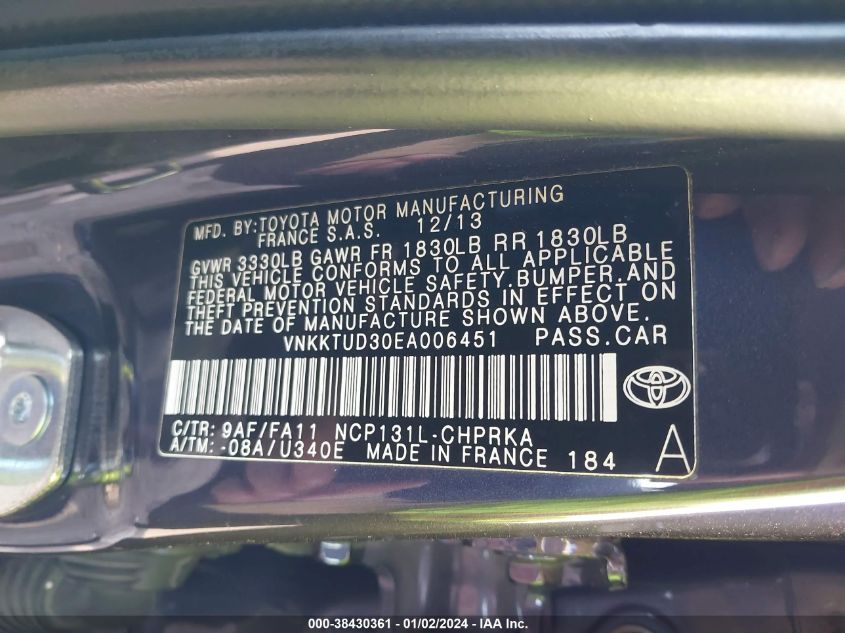 MFD. BY:TOYOTA MOTOR MANUFACTURING
FRANCE S.A.S. 12/13
GVWR 3330LB GAWR FR 1830LB RR 1830LB
THIS VEHICLE CONFORMS TO ALL APPLICABLE
FEDERAL MOTOR VEHICLE SAFETY,BUMPER,AND
THEFT PREVENTION STANDARDS IN EFFECT ON
THE DATE OF MANUFACTURE SHOWN ABOVE.
VNKKTUD30EA006451 PASS.CAR
C/TR: 9AF/FA11 NCP131L-CHPRKA
A/TM: -08A/U340E MADE IN FRANCE 184 A
000-38430361 - 01/02/2024 - IAA Inc.